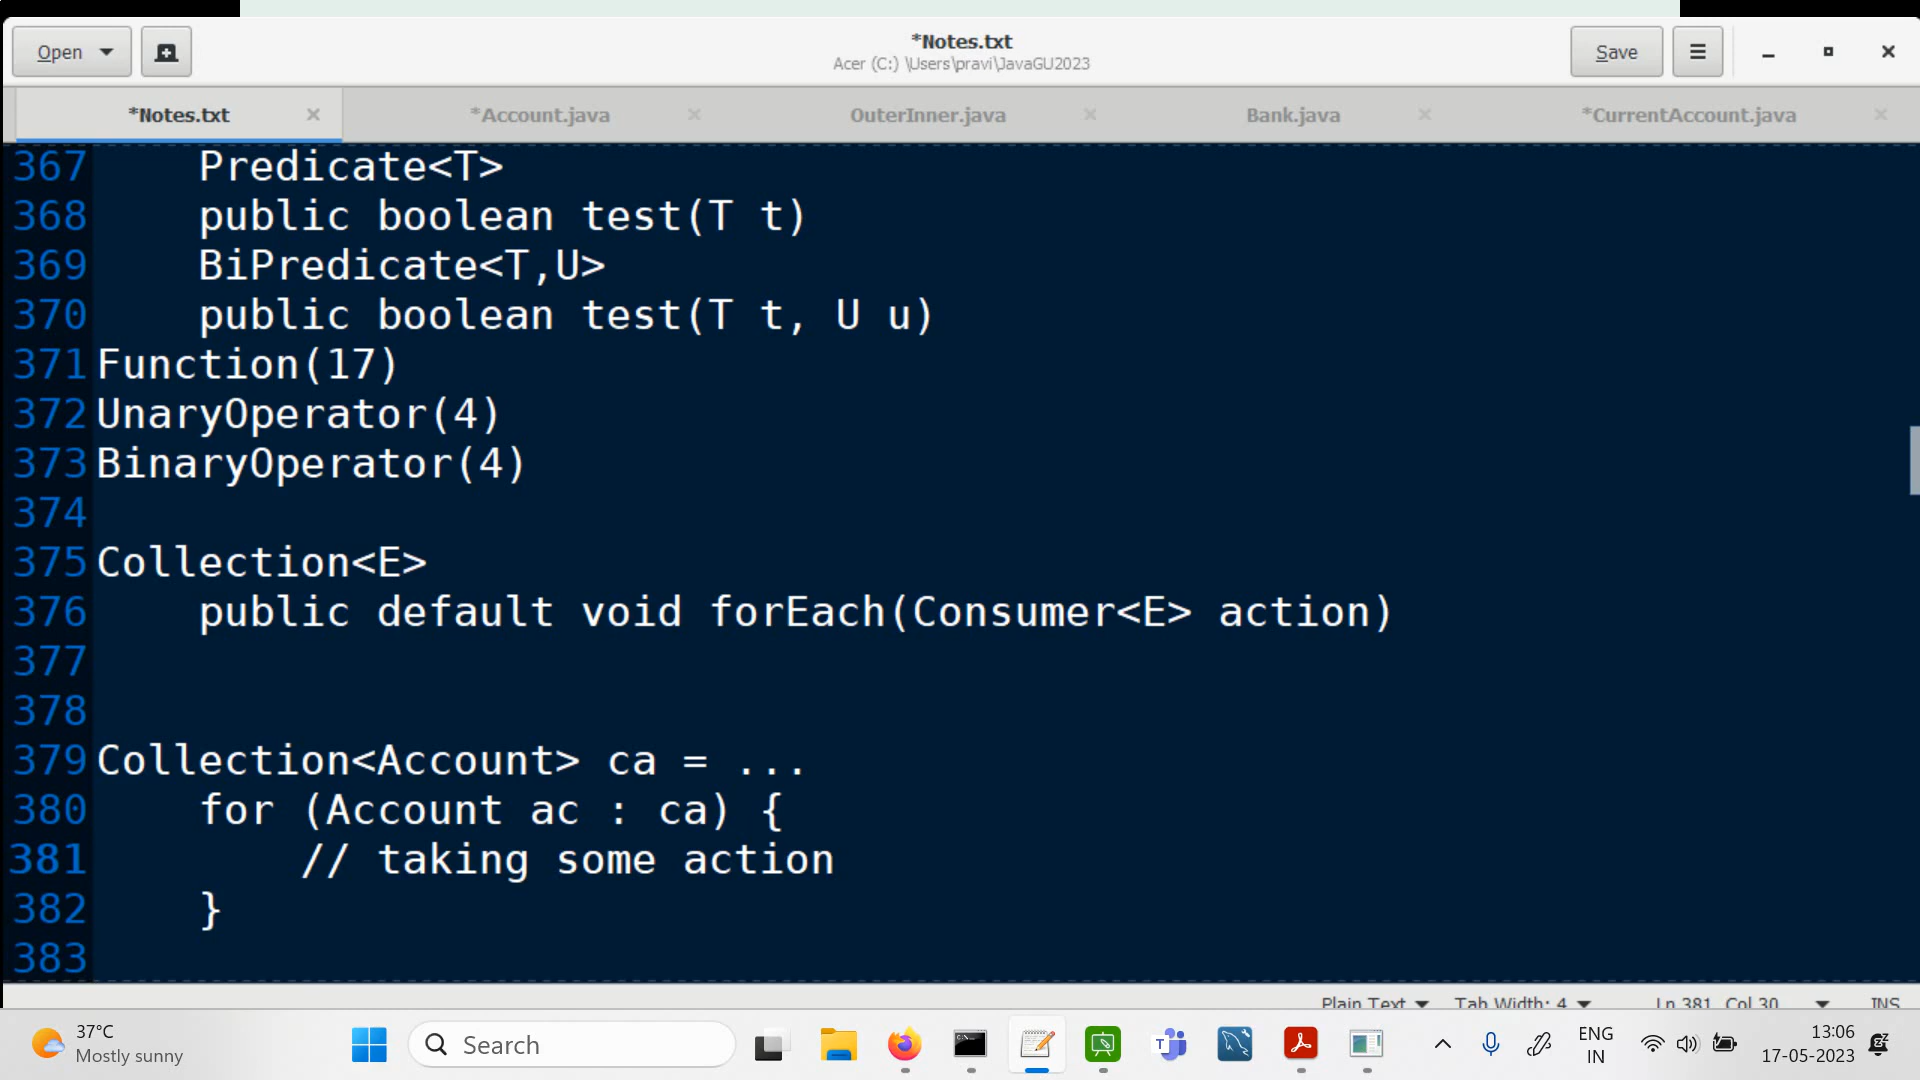 Open
*Notes.txt
Acer (C:) \Users\pravi\JavaGU2023
Save
*Notes.txt
*Account.java
OuterInner.java
Bank.java
*CurrentAccount.java
367 Predicate<T>
368 public boolean test(T t)
369 BiPredicate<T,U>
370 public boolean test(T t, U u)
371 Function(17)
372 UnaryOperator(4)
373 BinaryOperator(4)
374
375 Collection<E>
376 public default void forEach(Consumer<E> action)
377
378
379 Collection<Account> ca = ...
380 for (Account ac : ca) {
381 // taking some action
382 }
383
Plain Text Tab Width: 4 Ln 381, Col 30 INS
37°C
Mostly sunny
Search
ENG
IN
13:06
17-05-2023